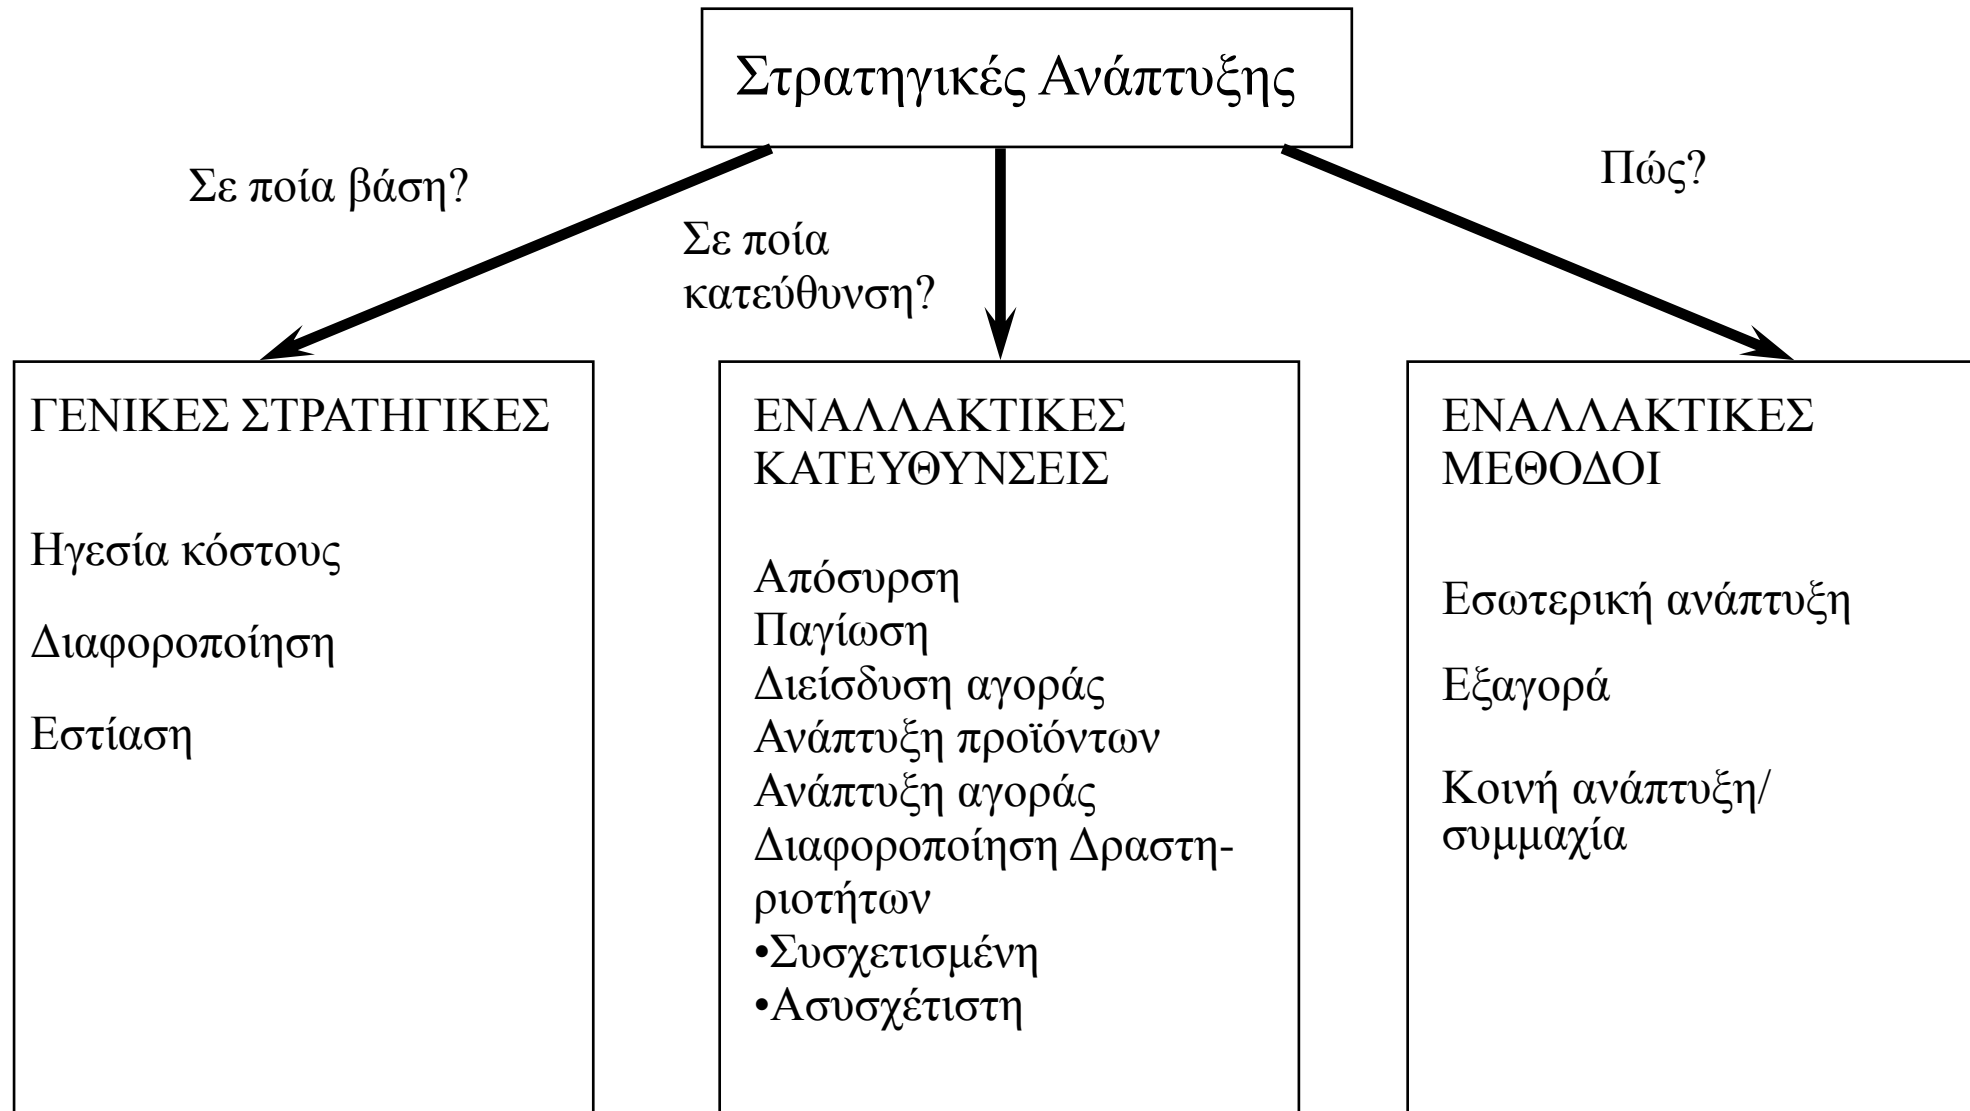 Στρατηγικές Ανάπτυξης
Σε ποία βάση?
Σε ποία
κατεύθυνση?
Πώς?
ΓΕΝΙΚΕΣ ΣΤΡΑΤΗΓΙΚΕΣ
Ηγεσία κόστους
Διαφοροποίηση
Εστίαση
ΕΝΑΛΛΑΚΤΙΚΕΣ
ΚΑΤΕΥΘΥΝΣΕΙΣ
Απόσυρση
Παγίωση
Διείσδυση αγοράς
Ανάπτυξη προϊόντων
Ανάπτυξη αγοράς
Διαφοροποίηση Δραστη-
ριοτήτων
•Συσχετισμένη
•Ασυσχέτιστη
ΕΝΑΛΛΑΚΤΙΚΕΣ
ΜΕΘΟΔΟΙ
Εσωτερική ανάπτυξη
Εξαγορά
Κοινή ανάπτυξη/
συμμαχία